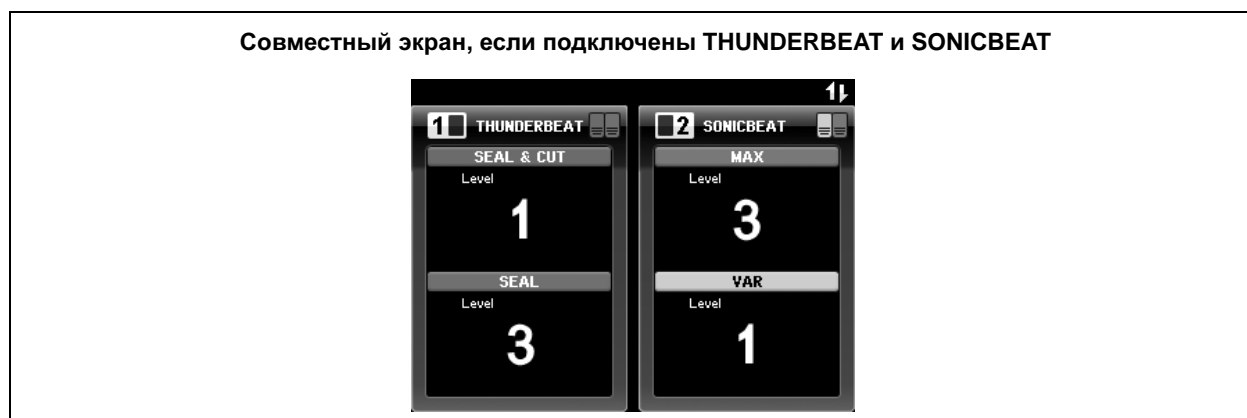 Совместный экран, если подключены THUNDERBEAT и SONICBEAT
1 THUNDERBEAT
SEAL & CUT
Level
1
SEAL
Level
3
2 SONICBEAT
MAX
Level
3
VAR
Level
1